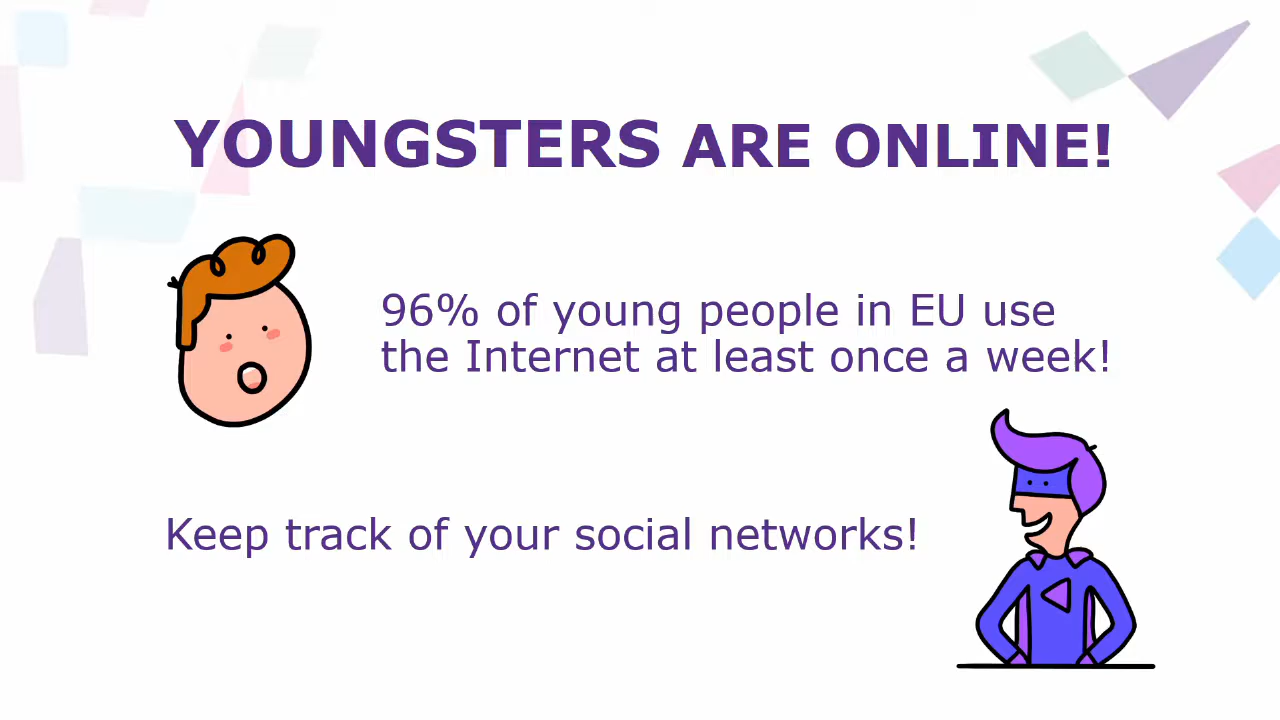 YOUNGSTERS ARE ONLINE!
96% of young people in EU use
the Internet at least once a week!
Keep track of your social networks!